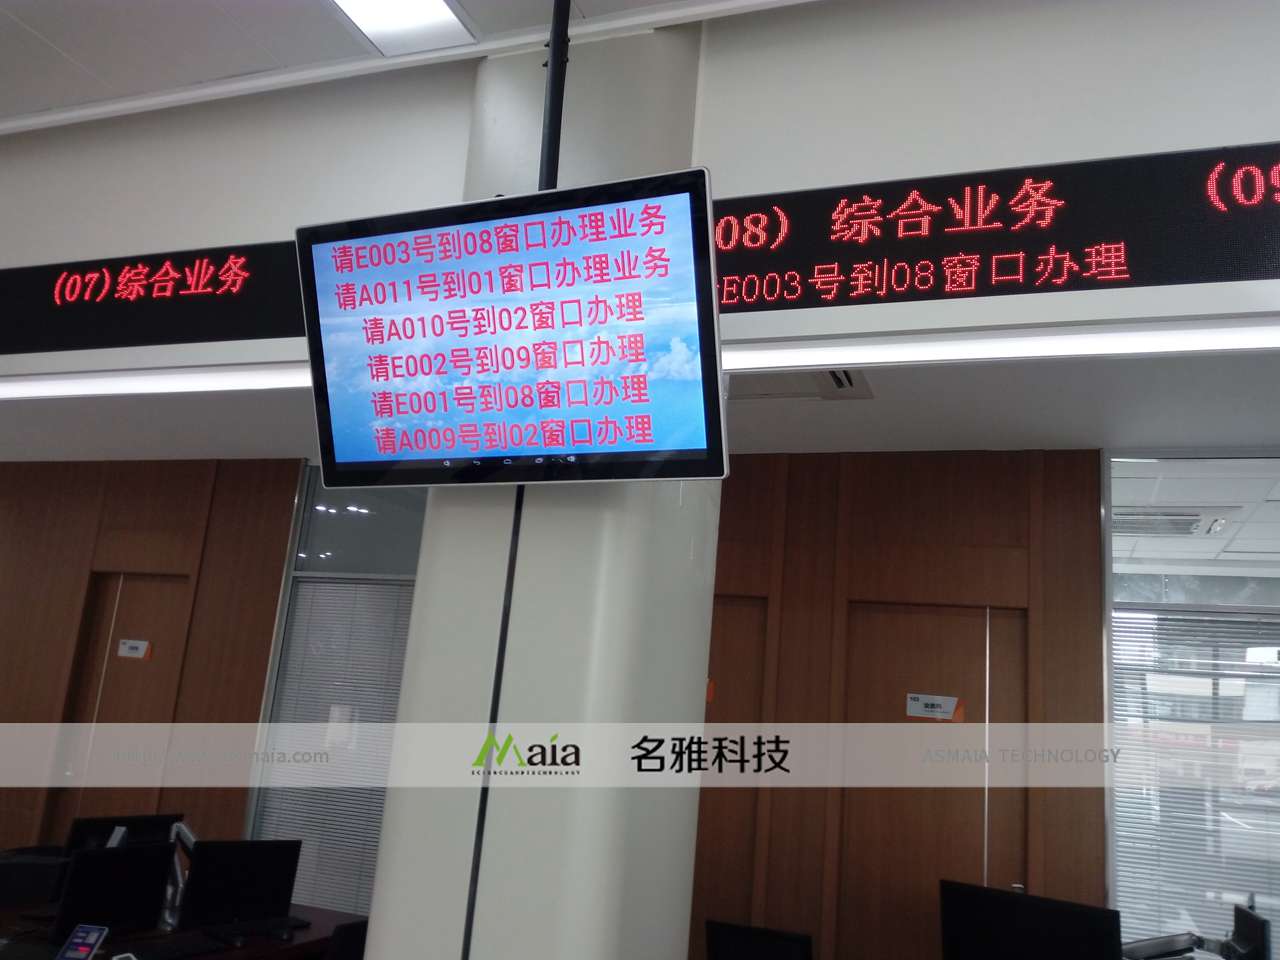 (07)综合业务
请E003号到08窗口办理业务
请A011号到01窗口办理业务
请A010号到02窗口办理
请E002号到09窗口办理
请E001号到08窗口办理
请A009号到02窗口办理
08) 综合业务
E003号到08窗口办理
(09
Maia
SCIENCEANDTECHNOLOGY
名雅科技
ASMAIA TECHNOLOGY